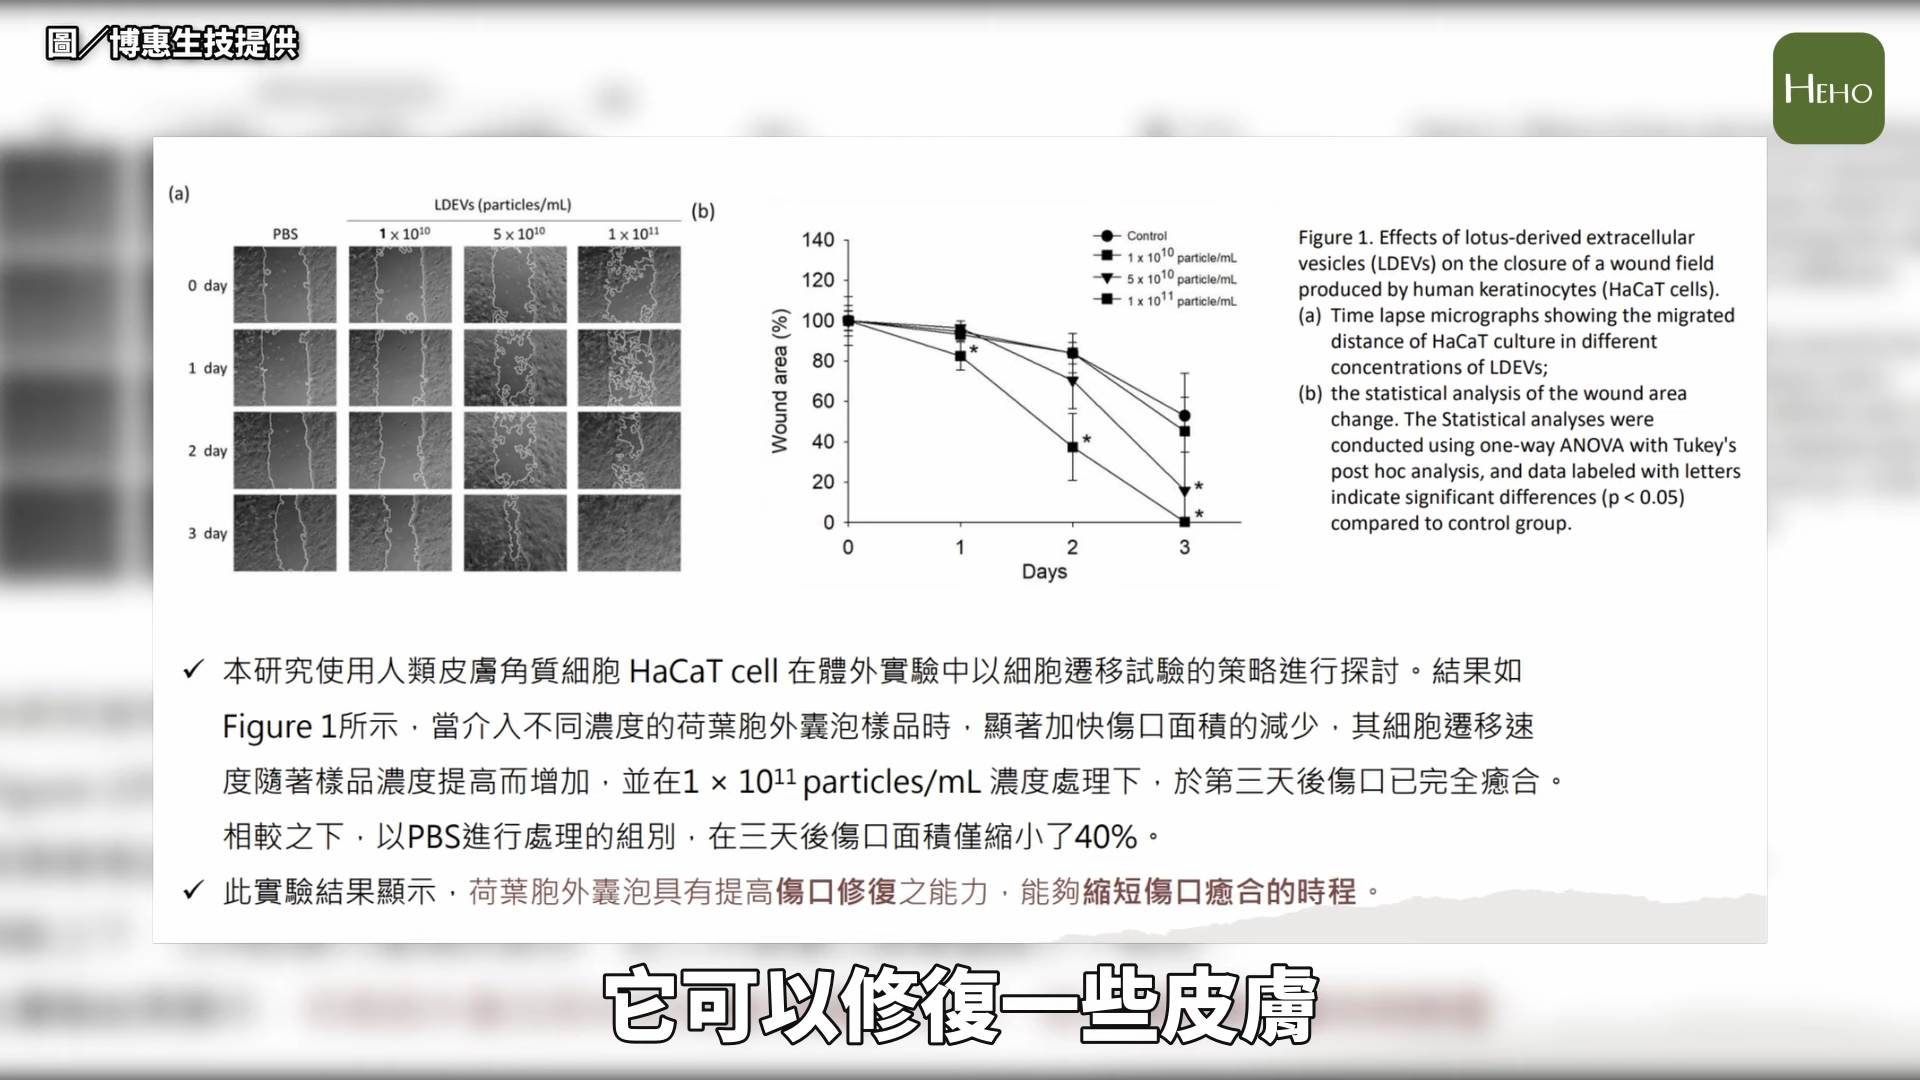 圖／博惠生技提供
HEHO
(a)
LDEVs (particles/mL)
PBS
1 x 10¹⁰
5 x 10¹⁰
1 x 10¹¹
0 day
1 day
2 day
3 day
(b)
Wound area (%)
140
120
100
80
60
40
20
0
0
1
2
3
Days
Control
1 x 10¹⁰ particle/mL
5 x 10¹⁰ particle/mL
1 x 10¹¹ particle/mL
*
*
*
*
Figure 1. Effects of lotus-derived extracellular
vesicles (LDEVs) on the closure of a wound field
produced by human keratinocytes (HaCaT cells).
(a) Time lapse micrographs showing the migrated
distance of HaCaT culture in different
concentrations of LDEVs;
(b) the statistical analysis of the wound area
change. The Statistical analyses were
conducted using one-way ANOVA with Tukey's
post hoc analysis, and data labeled with letters
indicate significant differences (p < 0.05)
compared to control group.
✓ 本研究使用人類皮膚角質細胞 HaCaT cell 在體外實驗中以細胞遷移試驗的策略進行探討。結果如
Figure 1所示，當介入不同濃度的荷葉胞外囊泡樣品時，顯著加快傷口面積的減少，其細胞遷移速
度隨著樣品濃度提高而增加，並在1 × 10¹¹ particles/mL 濃度處理下，於第三天後傷口已完全癒合。
相較之下，以PBS進行處理的組別，在三天後傷口面積僅縮小了40%。
✓ 此實驗結果顯示，荷葉胞外囊泡具有提高傷口修復之能力，能夠縮短傷口癒合的時程。
它可以修復一些皮膚